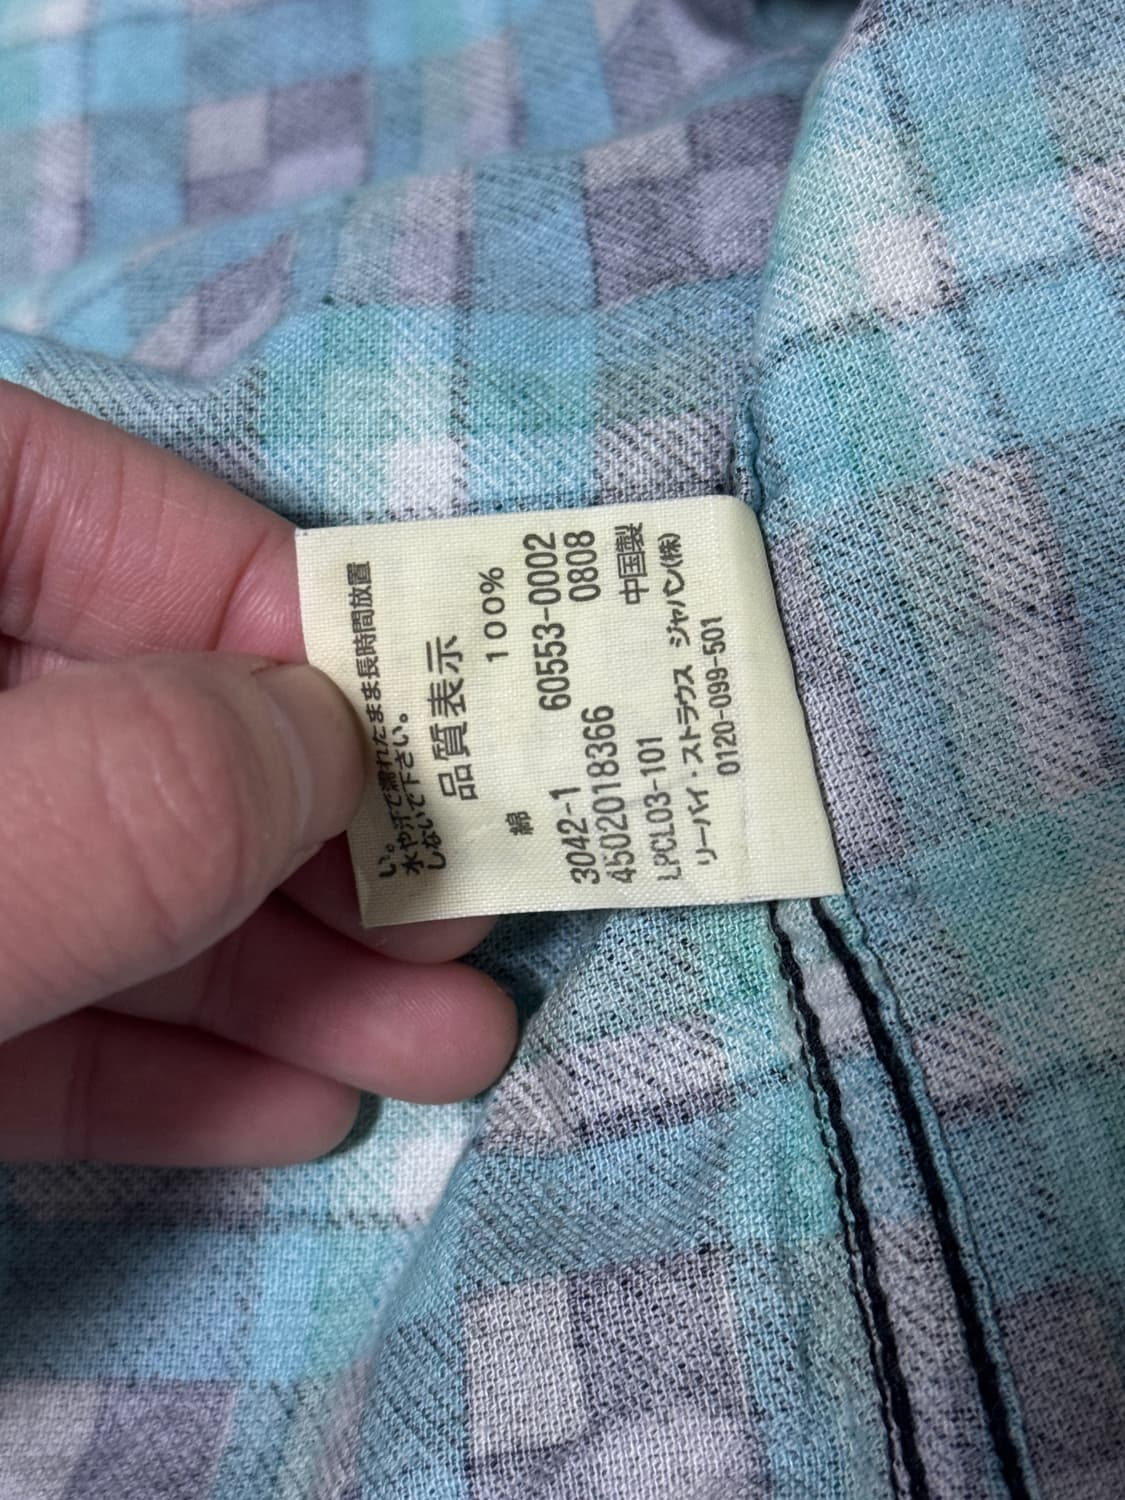 い。
水や汗で濡れたまま長時間放置
しないで下さい。
品質表示
綿 100%
60553-0002
3042-1 0808
4502018366
LPCL03-101 中国製
リーバイ・ストラウス ジャパン(株)
0120-099-501